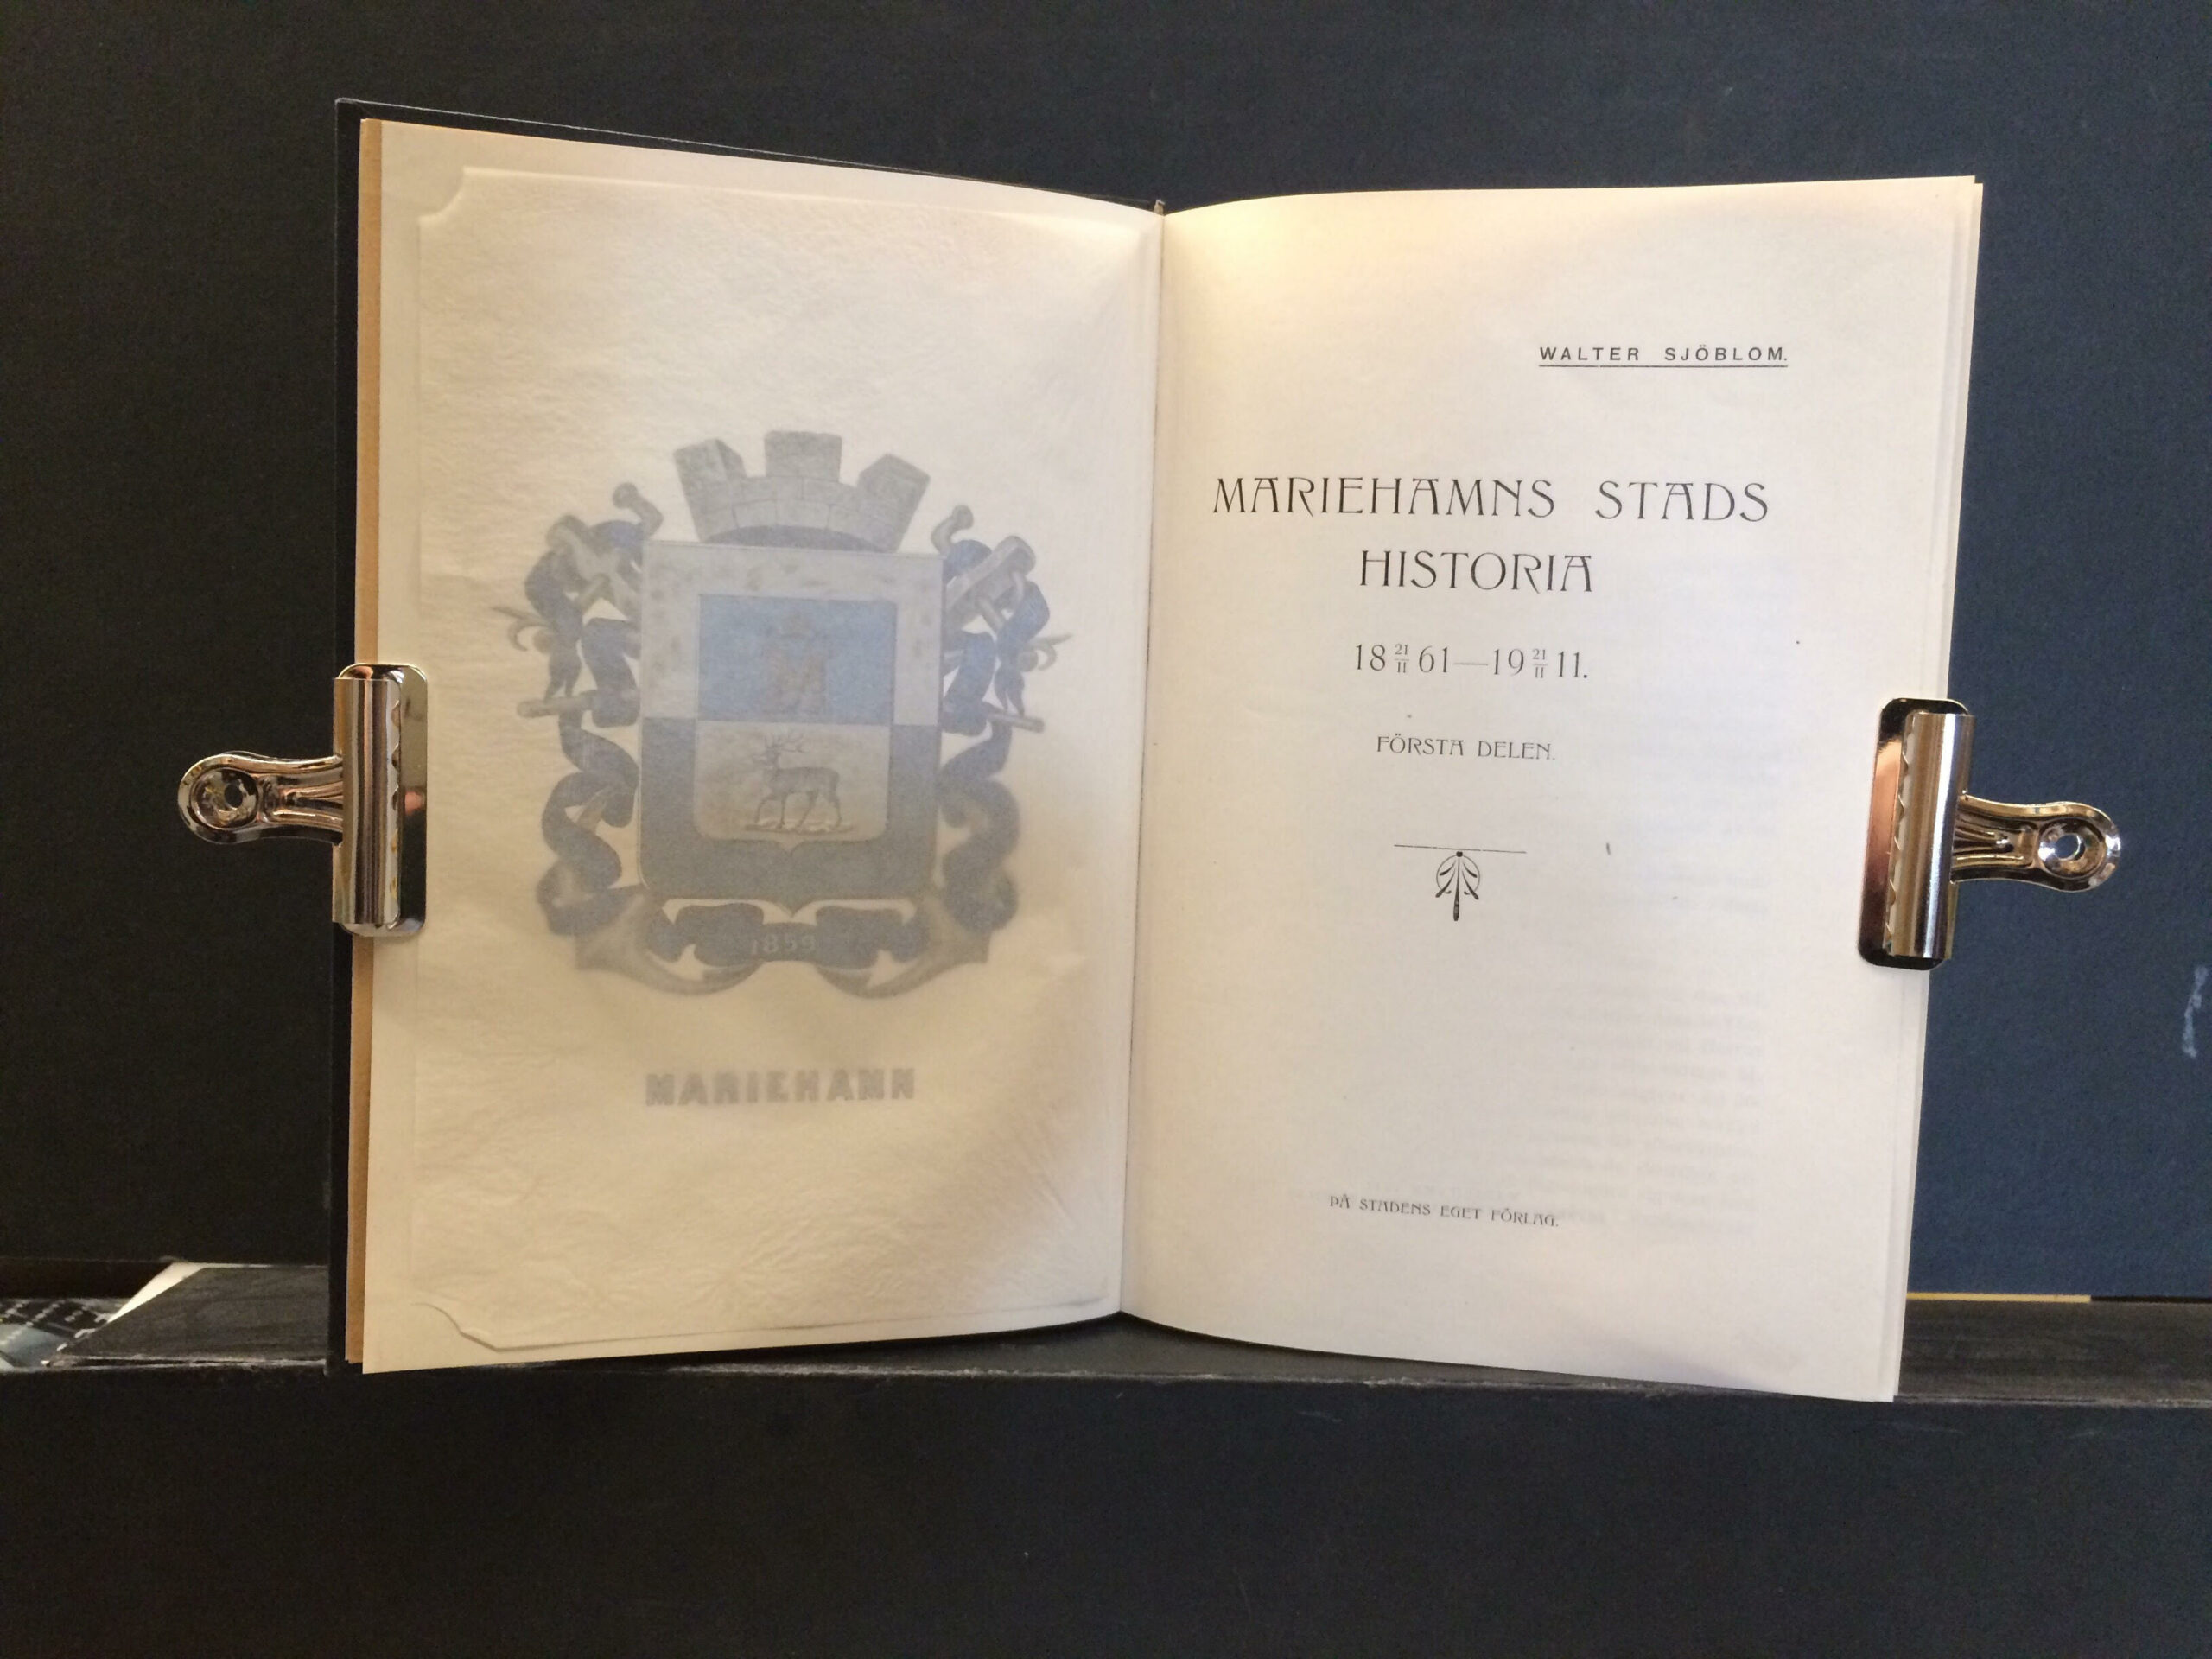 1859
MARIEHAMN
WALTER SJÖBLOM.
MARIEHAMNS STADS
HISTORIA
18 21/II 61—19 21/II 11.
FÖRSTA DELEN.
PÅ STADENS EGET FÖRLAG.